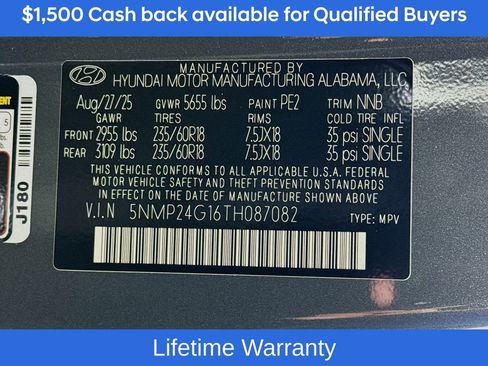 $1,500 Cash back available for Qualified Buyers
MANUFACTURED BY
HYUNDAI MOTOR MANUFACTURING ALABAMA, LLC
Aug/27/25 GVWR 5655 lbs PAINT PE2 TRIM NNB
GAWR TIRES RIMS COLD TIRE INFL
FRONT 2955 lbs 235/60R18 7.5JX18 35 psi SINGLE
REAR 3109 lbs 235/60R18 7.5JX18 35 psi SINGLE
THIS VEHICLE CONFORMS TO ALL APPLICABLE U.S.A FEDERAL
MOTOR VEHICLE SAFETY AND THEFT PREVENTION STANDARDS
IN EFFECT ON THE DATE OF MANUFACTURE SHOWN ABOVE.
V.I.N 5NMP24G16TH087082 TYPE: MPV
5
J180
Lifetime Warranty